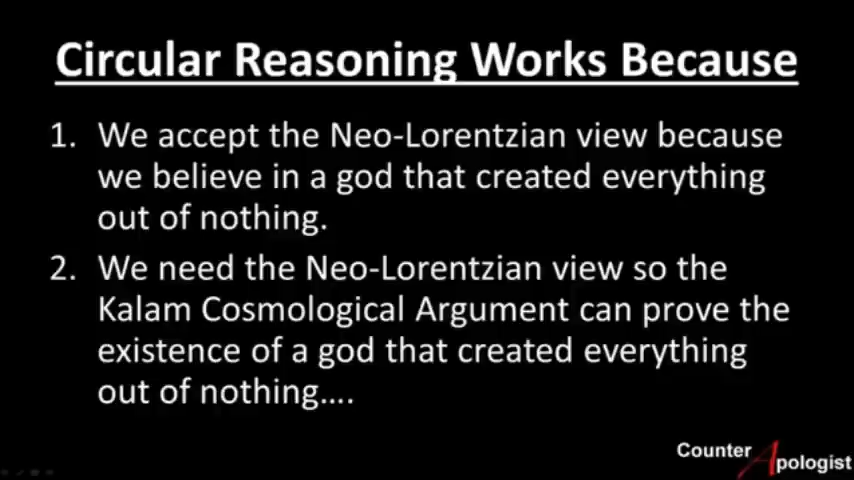 Circular Reasoning Works Because
1. We accept the Neo-Lorentzian view because
we believe in a god that created everything
out of nothing.
2. We need the Neo-Lorentzian view so the
Kalam Cosmological Argument can prove the
existence of a god that created everything
out of nothing....
Counter
Apologist